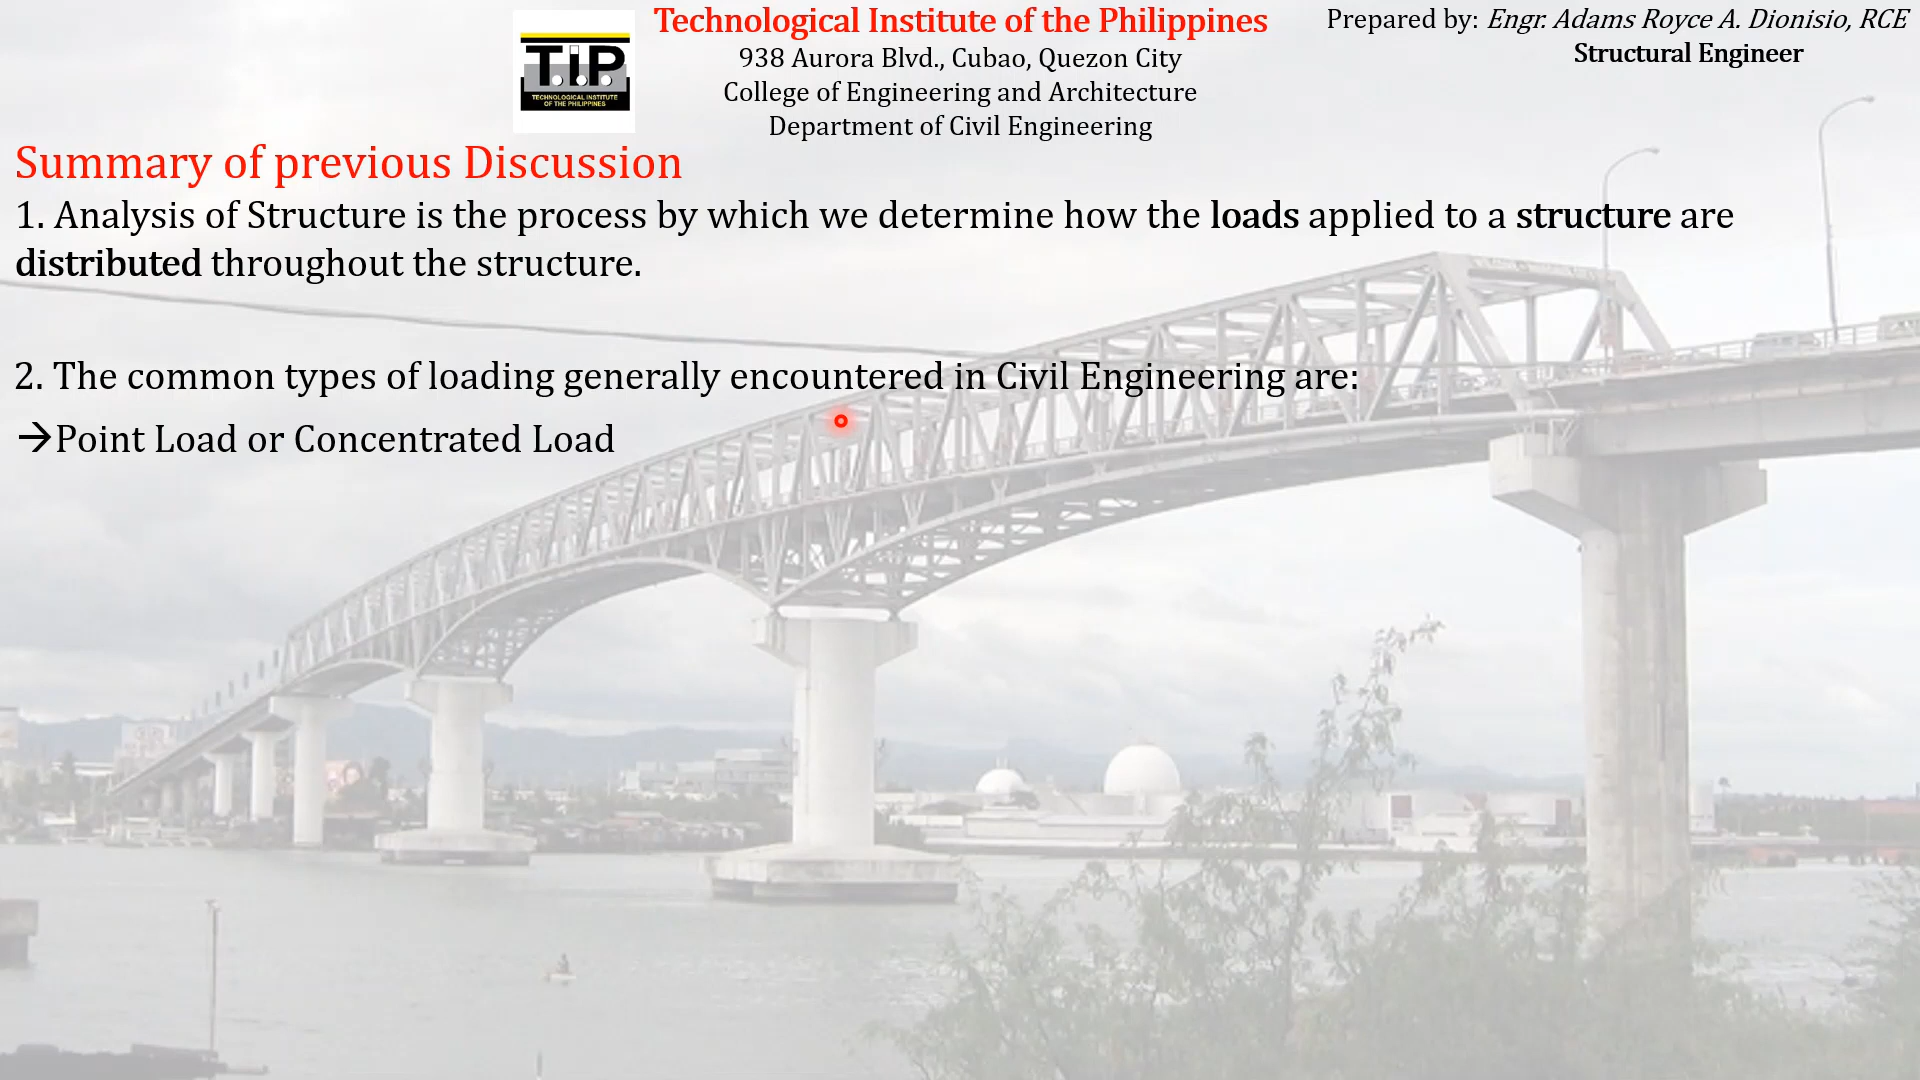 T.I.P
TECHNOLOGICAL INSTITUTE
OF THE PHILIPPINES
Technological Institute of the Philippines
938 Aurora Blvd., Cubao, Quezon City
College of Engineering and Architecture
Department of Civil Engineering
Prepared by: Engr. Adams Royce A. Dionisio, RCE
Structural Engineer
Summary of previous Discussion
1. Analysis of Structure is the process by which we determine how the loads applied to a structure are
distributed throughout the structure.
2. The common types of loading generally encountered in Civil Engineering are:
→Point Load or Concentrated Load